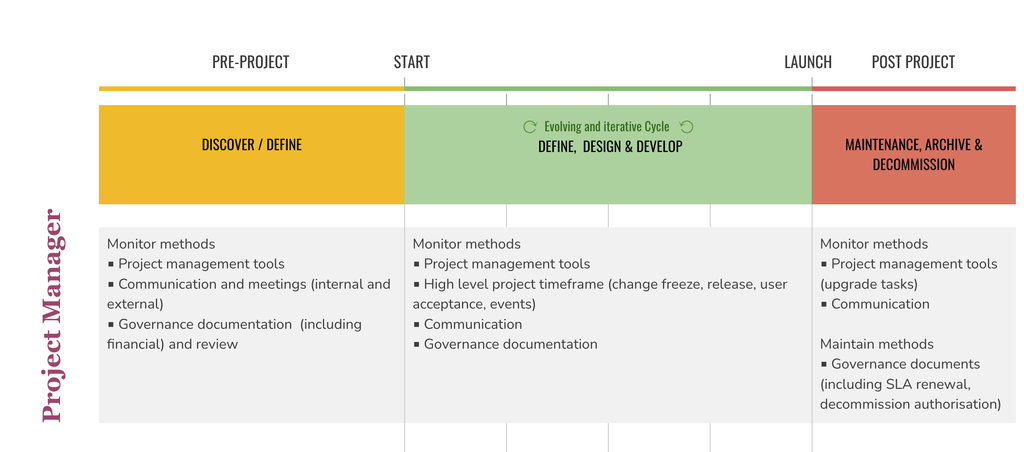 PRE-PROJECT
START
LAUNCH
POST PROJECT
DISCOVER / DEFINE
Evolving and iterative Cycle
DEFINE, DESIGN & DEVELOP
MAINTENANCE, ARCHIVE &
DECOMMISSION
Project Manager
Monitor methods
▪ Project management tools
▪ Communication and meetings (internal and
external)
▪ Governance documentation (including
financial) and review
Monitor methods
▪ Project management tools
▪ High level project timeframe (change freeze, release, user
acceptance, events)
▪ Communication
▪ Governance documentation
Monitor methods
▪ Project management tools
(upgrade tasks)
▪ Communication
Maintain methods
▪ Governance documents
(including SLA renewal,
decommission authorisation)